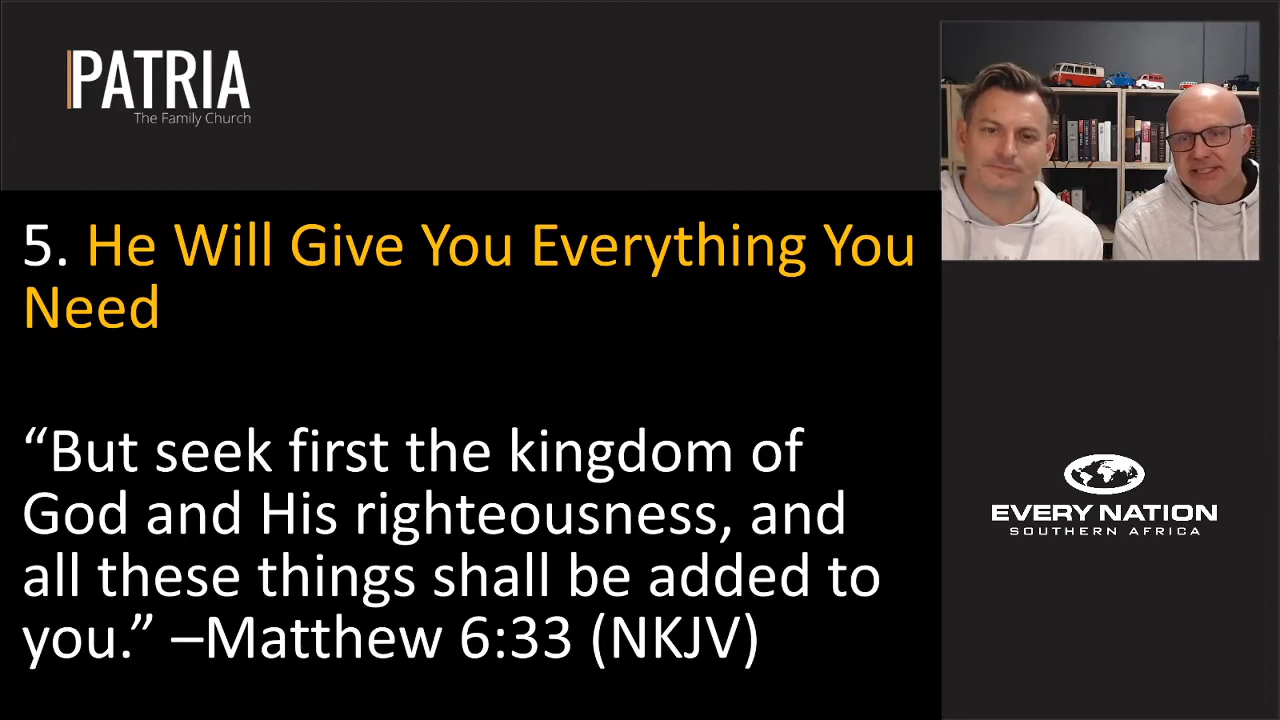 PATRIA
The Family Church
5. He Will Give You Everything You
Need
“But seek first the kingdom of
God and His righteousness, and
all these things shall be added to
you.” –Matthew 6:33 (NKJV)
EVERY NATION
SOUTHERN AFRICA